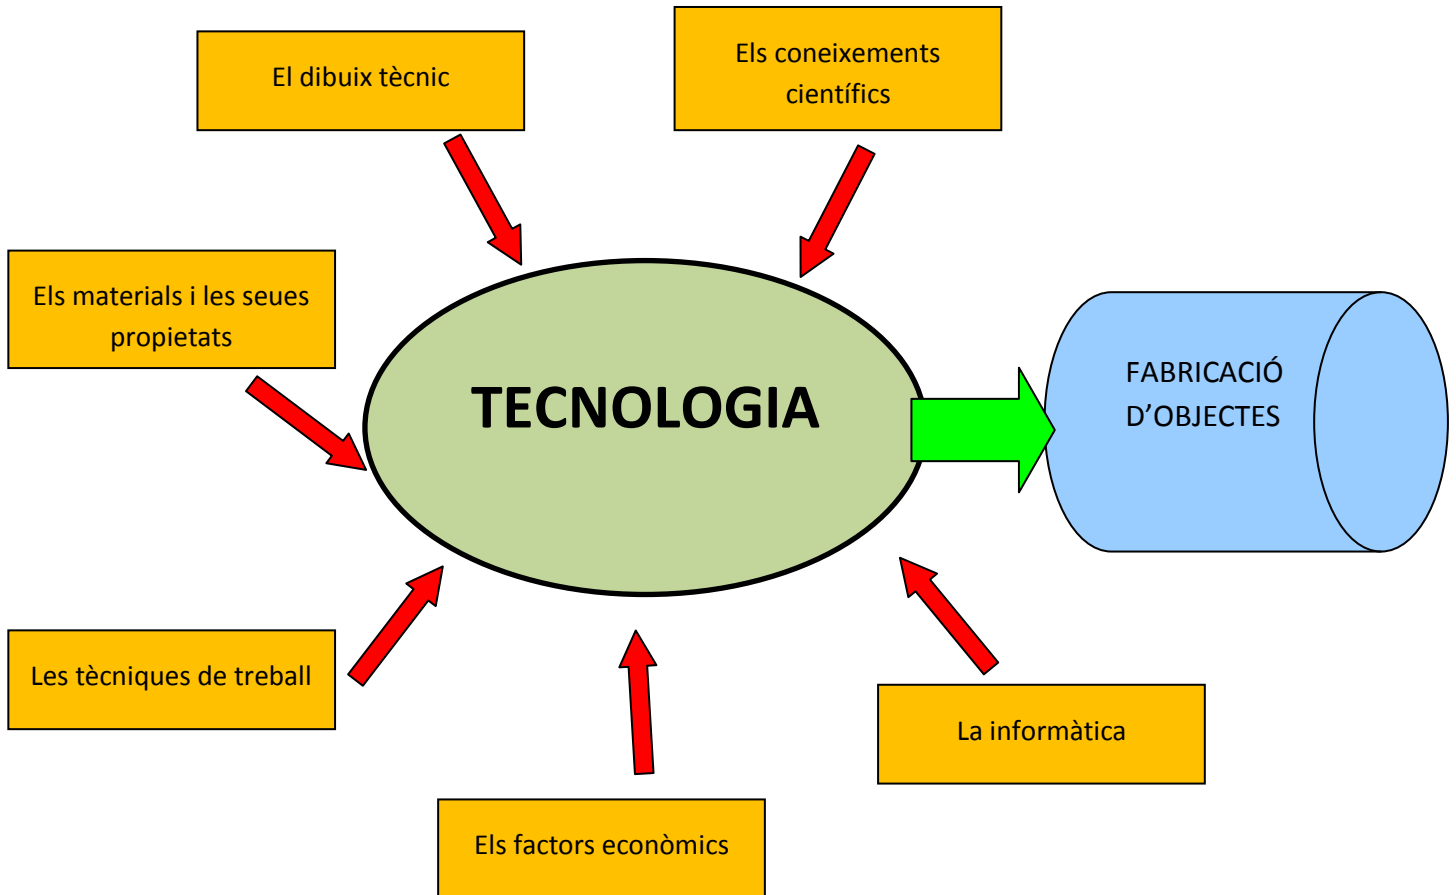 El dibuix tècnic
Els coneixements
científics
Els materials i les seues
propietats
TECNOLOGIA
FABRICACIÓ
D’OBJECTES
Les tècniques de treball
La informàtica
Els factors econòmics